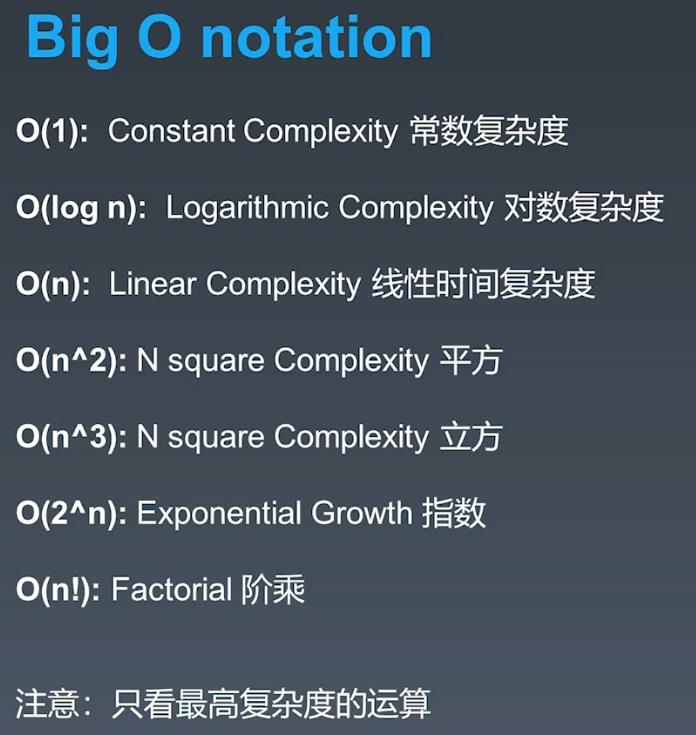 Big O notation
O(1): Constant Complexity 常数复杂度
O(log n): Logarithmic Complexity 对数复杂度
O(n): Linear Complexity 线性时间复杂度
O(n^2): N square Complexity 平方
O(n^3): N square Complexity 立方
O(2^n): Exponential Growth 指数
O(n!): Factorial 阶乘
注意：只看最高复杂度的运算